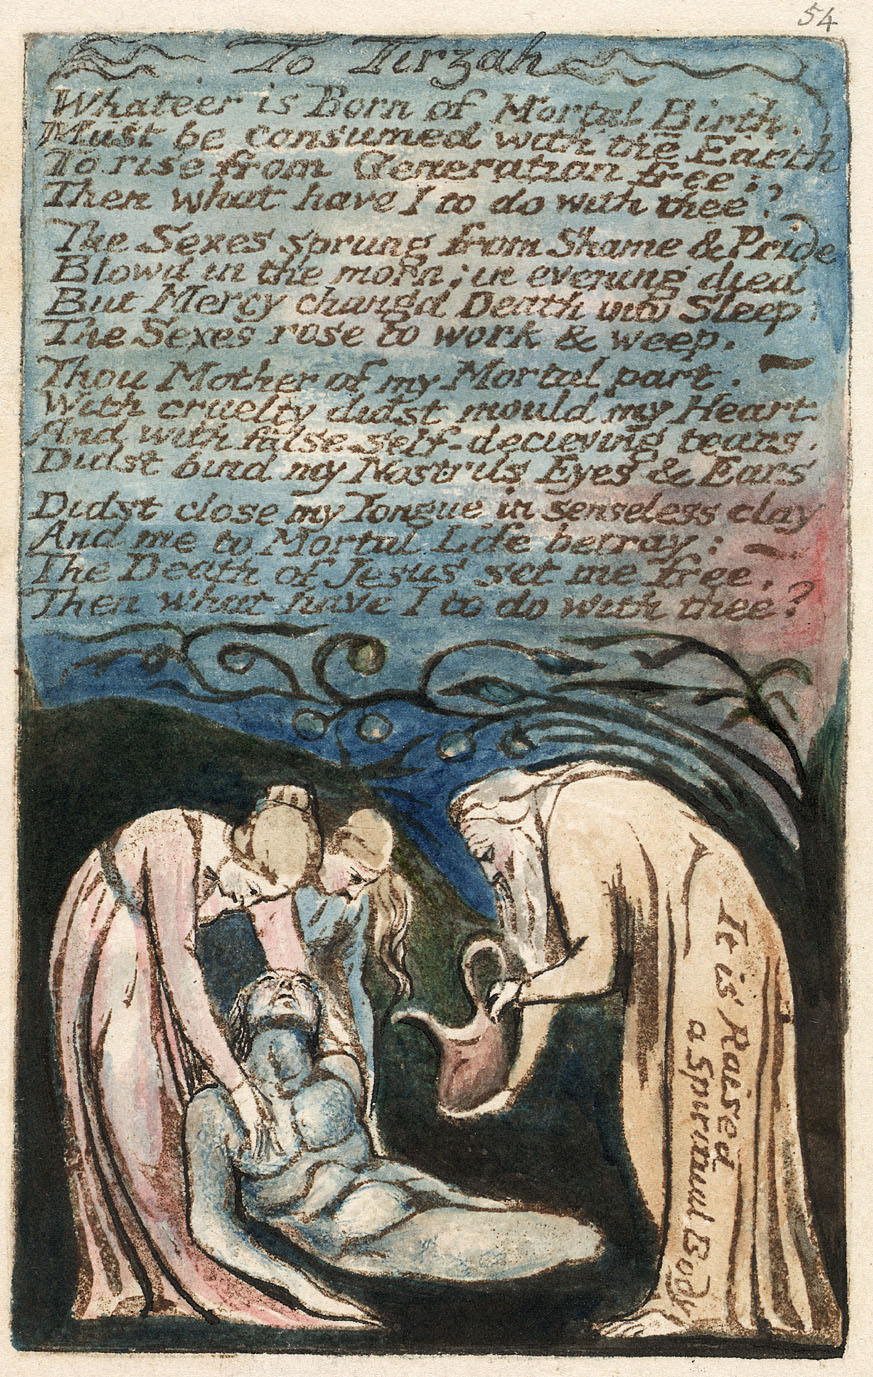 54
To Tirzah
Whate'er is Born of Mortal Birth,
Must be consumed with the Earth
To rise from Generation free:
Then what have I to do with thee?
The Sexes sprung from Shame & Pride
Blow'd in the morn; in evening died
But Mercy chang'd Death into Sleep;
The Sexes rose to work & weep.
Thou Mother of my Mortal part.
With cruelty didst mould my Heart
And with false self-decieving tears,
Didst bind my Nostrils Eyes & Ears
Didst close my Tongue in senseless clay
And me to Mortal Life betray:
The Death of Jesus set me free,
Then what have I to do with thee?
It is Raised
a Spiritual Body